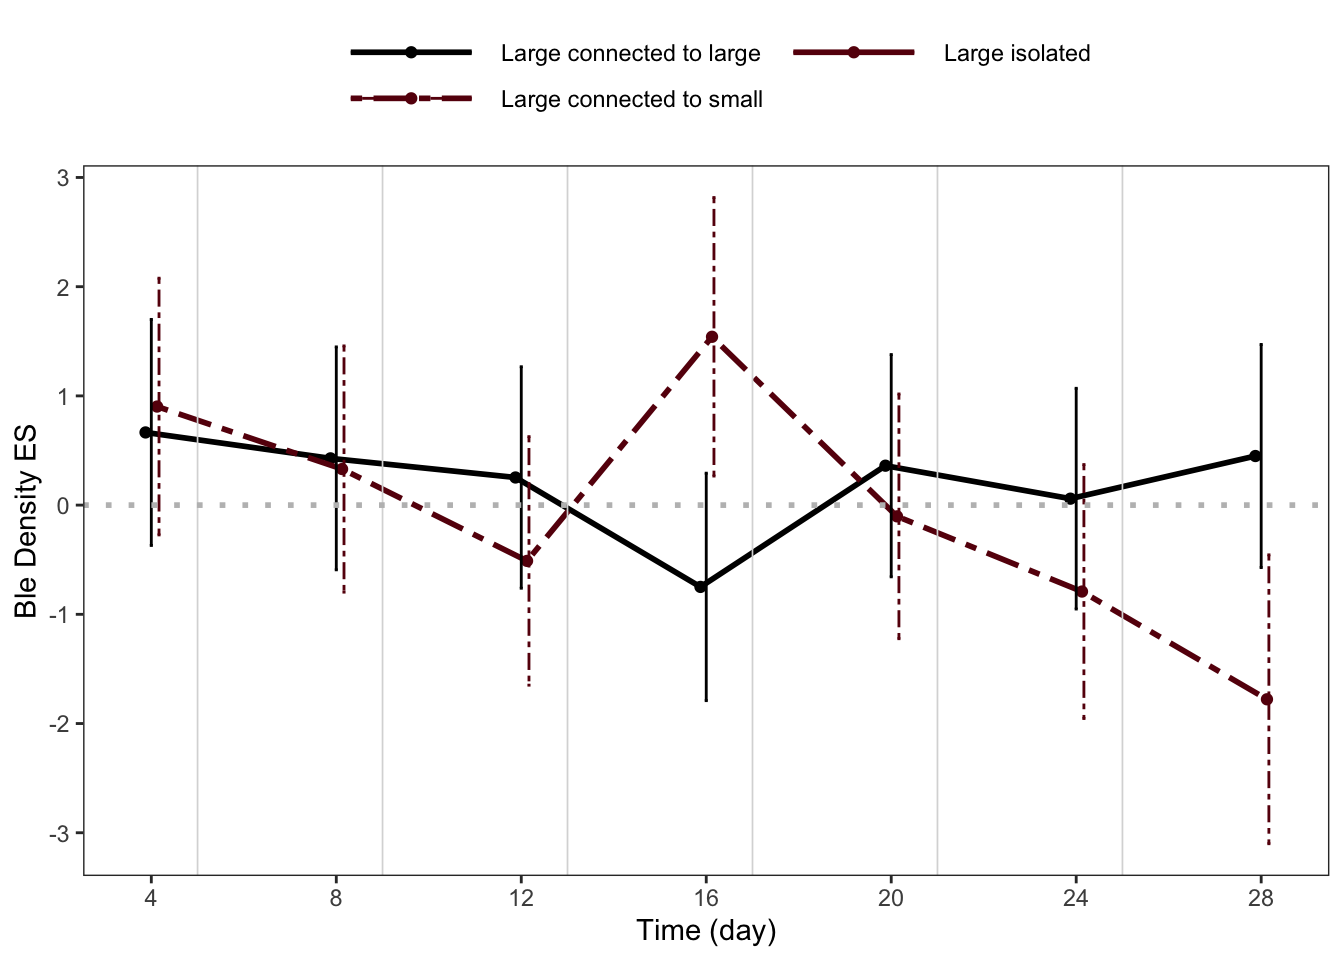 Large connected to large
Large isolated
Large connected to small
Ble Density ES
3
2
1
0
-1
-2
-3
4 8 12 16 20 24 28
Time (day)